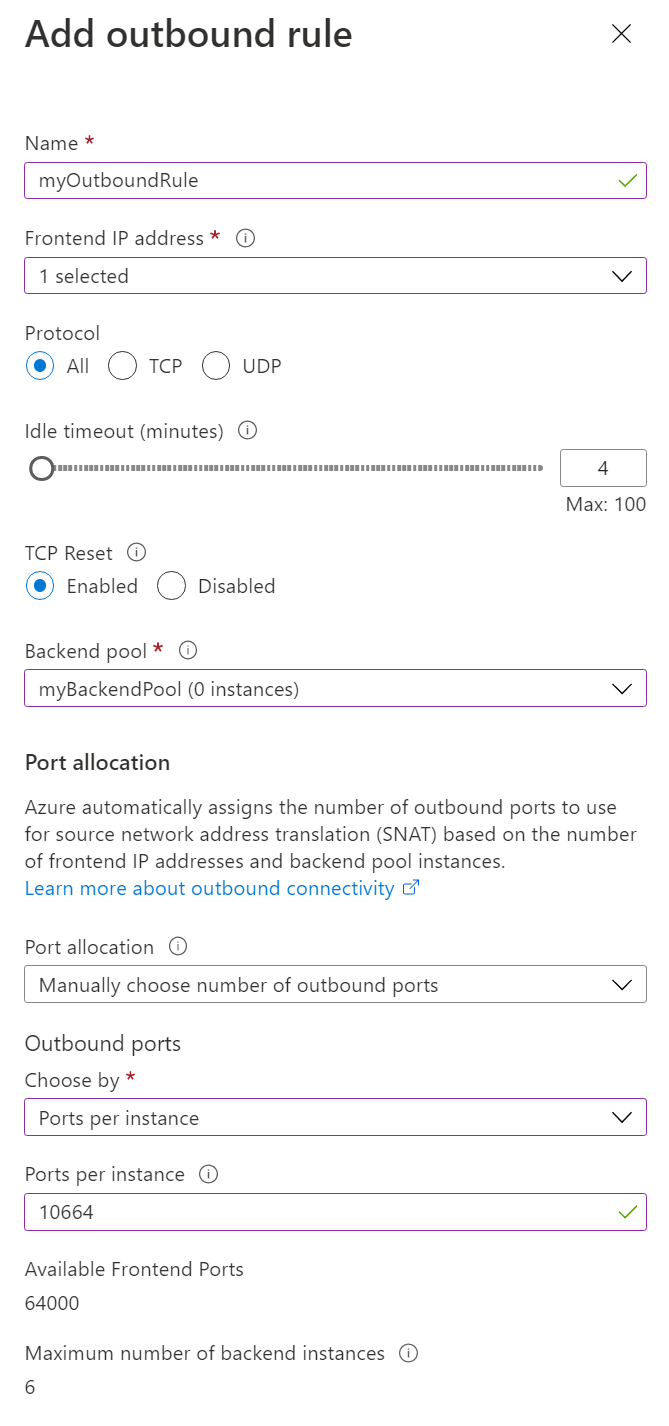 Add outbound rule
Name *
myOutboundRule
Frontend IP address *
1 selected
Protocol
All TCP UDP
Idle timeout (minutes)
4
Max: 100
TCP Reset
Enabled Disabled
Backend pool *
myBackendPool (0 instances)
Port allocation
Azure automatically assigns the number of outbound ports to use
for source network address translation (SNAT) based on the number
of frontend IP addresses and backend pool instances.
Learn more about outbound connectivity
Port allocation
Manually choose number of outbound ports
Outbound ports
Choose by *
Ports per instance
Ports per instance
10664
Available Frontend Ports
64000
Maximum number of backend instances
6